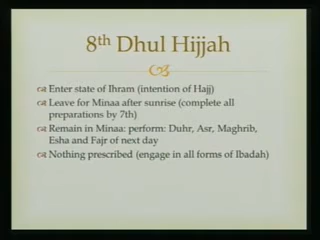 8th Dhul Hijjah
Enter state of Ihram (intention of Hajj)
Leave for Minaa after sunrise (complete all
preparations by 7th)
Remain in Minaa: perform: Duhr, Asr, Maghrib,
Esha and Fajr of next day
Nothing prescribed (engage in all forms of Ibadah)